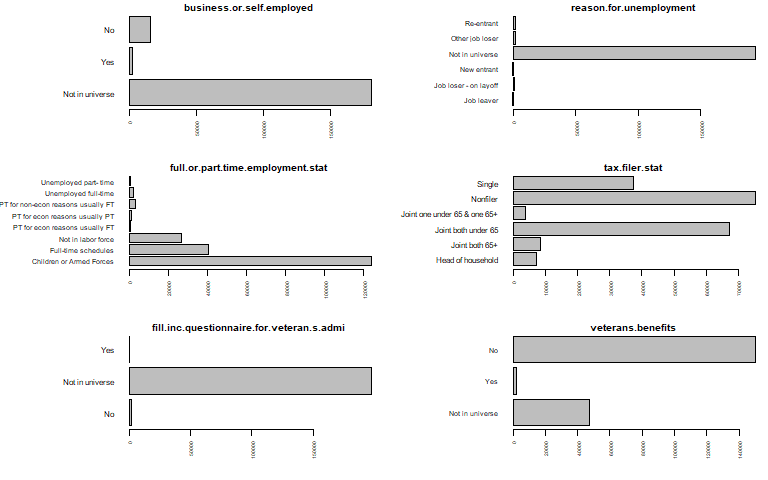 business.or.self.employed
No
Yes
Not in universe
0
50000
100000
150000
reason.for.unemployment
Re-entrant
Other job loser
Not in universe
New entrant
Job loser - on layoff
Job leaver
0
50000
100000
150000
full.or.part.time.employment.stat
Unemployed part- time
Unemployed full-time
PT for non-econ reasons usually FT
PT for econ reasons usually PT
PT for econ reasons usually FT
Not in labor force
Full-time schedules
Children or Armed Forces
0
20000
40000
60000
80000
100000
120000
tax.filer.stat
Single
Nonfiler
Joint one under 65 & one 65+
Joint both under 65
Joint both 65+
Head of household
0
10000
20000
30000
40000
50000
60000
70000
fill.inc.questionnaire.for.veteran.s.admi
Yes
Not in universe
No
0
50000
100000
150000
veterans.benefits
No
Yes
Not in universe
0
20000
40000
60000
80000
100000
120000
140000